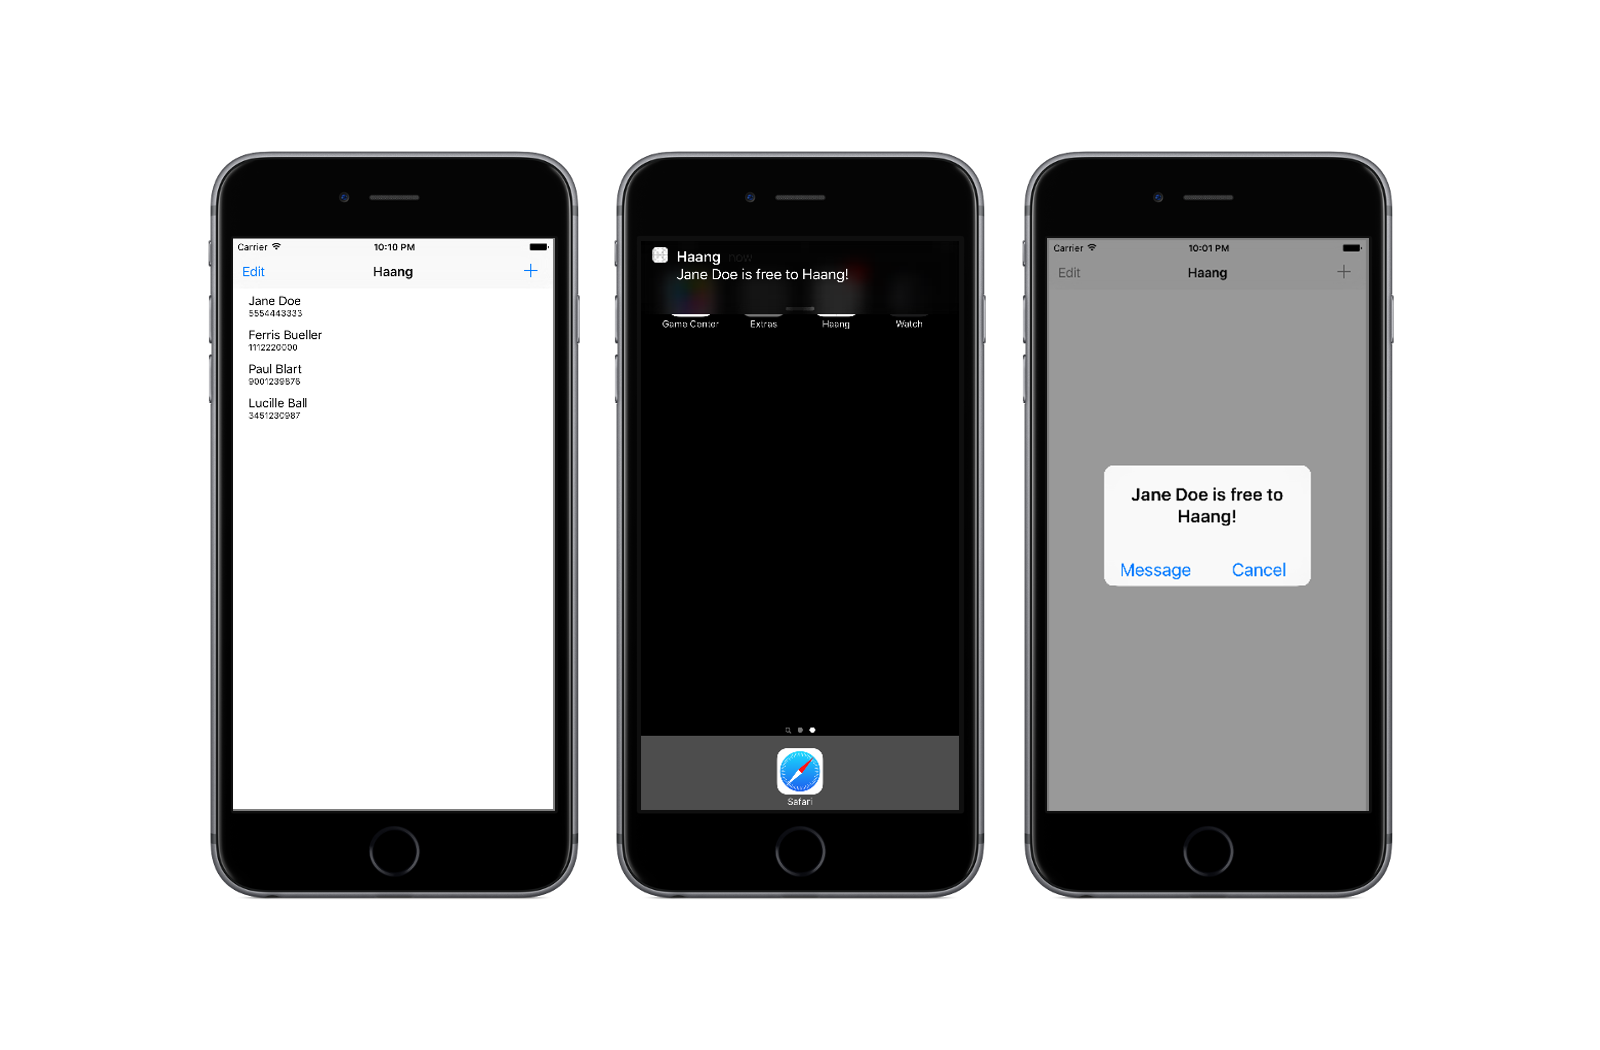 Carrier 10:10 PM
Edit Haang +
Jane Doe
5554443333
Ferris Bueller
1112220000
Paul Blart
9001239876
Lucille Ball
3451230987
Haang now
Jane Doe is free to Haang!
Game Center Extras Haang Watch
Safari
Carrier 10:01 PM
Edit Haang +
Jane Doe is free to
Haang!
Message Cancel